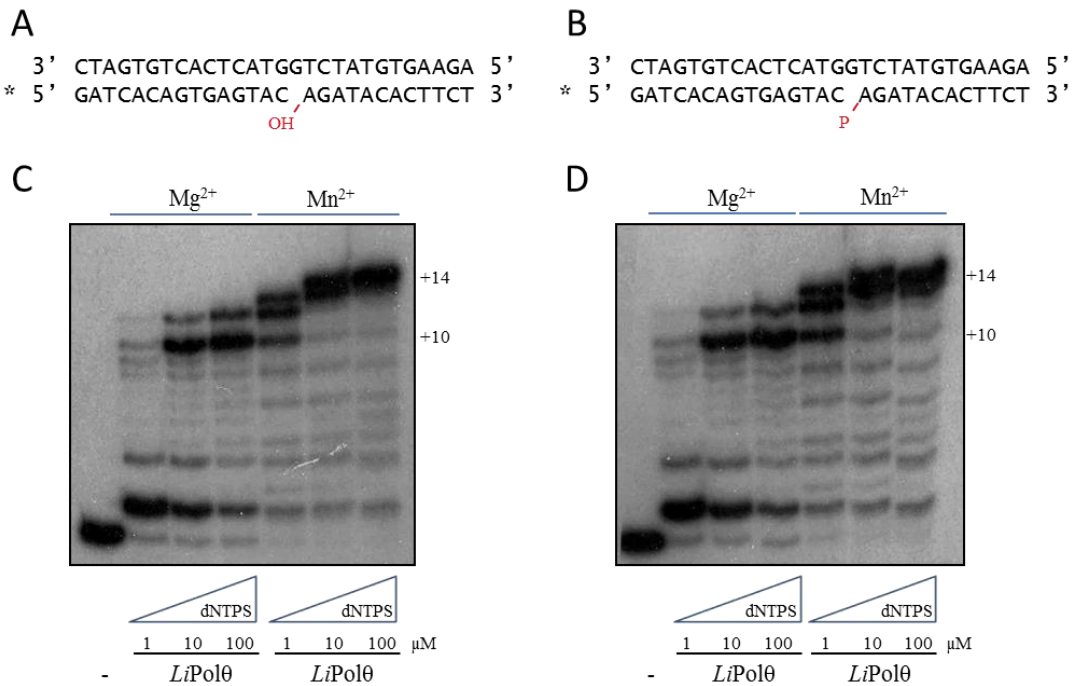 A
3’ CTAGTGTCACTCATGGTCTATGTGAAGA 5’
* 5’ GATCACAGTGAGTAC AGATACACTTCT 3’
OH
B
3’ CTAGTGTCACTCATGGTCTATGTGAAGA 5’
* 5’ GATCACAGTGAGTAC AGATACACTTCT 3’
P
C
Mg2+ Mn2+
+14
+10
dNTPS dNTPS
1 10 100 1 10 100 μM
- LiPolθ LiPolθ
D
Mg2+ Mn2+
+14
+10
dNTPS dNTPS
1 10 100 1 10 100 μM
- LiPolθ LiPolθ